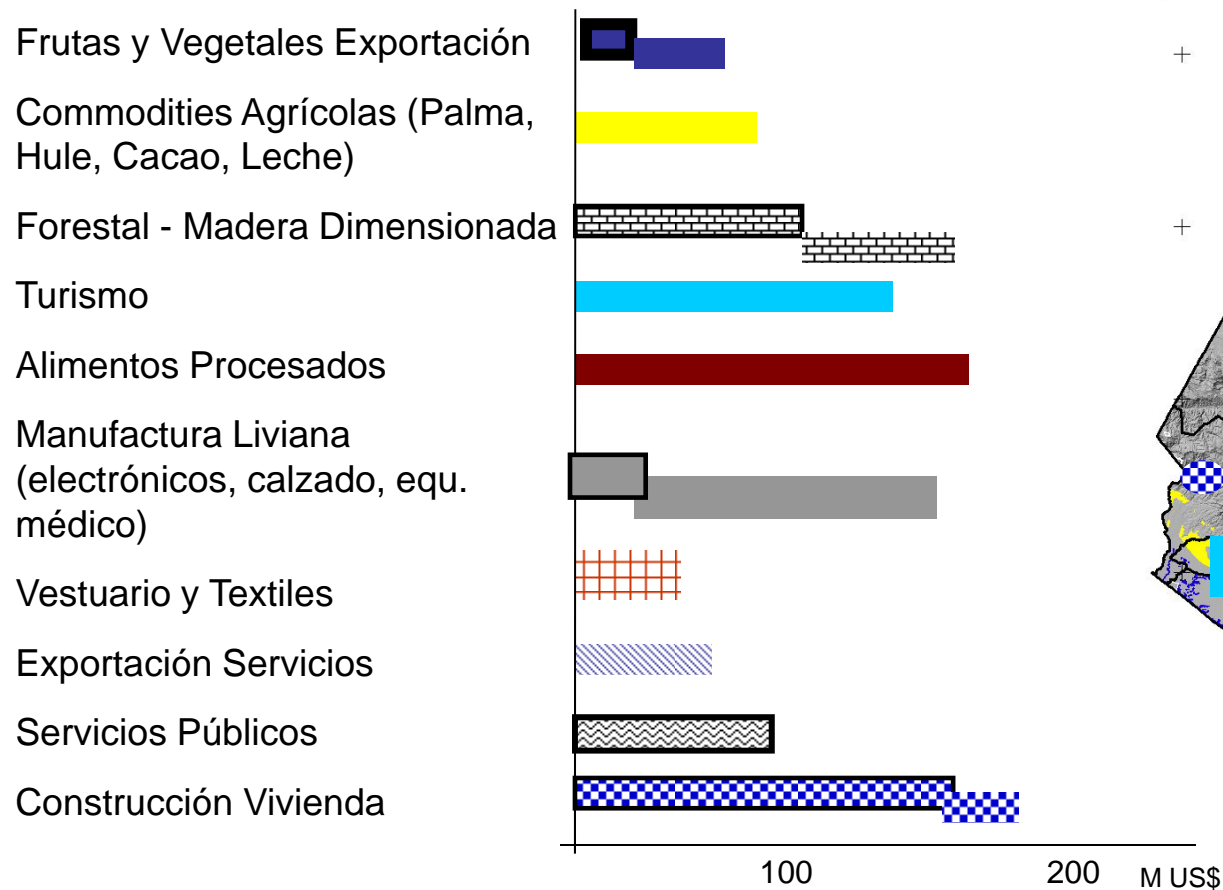 Frutas y Vegetales Exportación
Commodities Agrícolas (Palma,
Hule, Cacao, Leche)
Forestal - Madera Dimensionada
Turismo
Alimentos Procesados
Manufactura Liviana
(electrónicos, calzado, equ.
médico)
Vestuario y Textiles
Exportación Servicios
Servicios Públicos
Construcción Vivienda
100 200 M US$